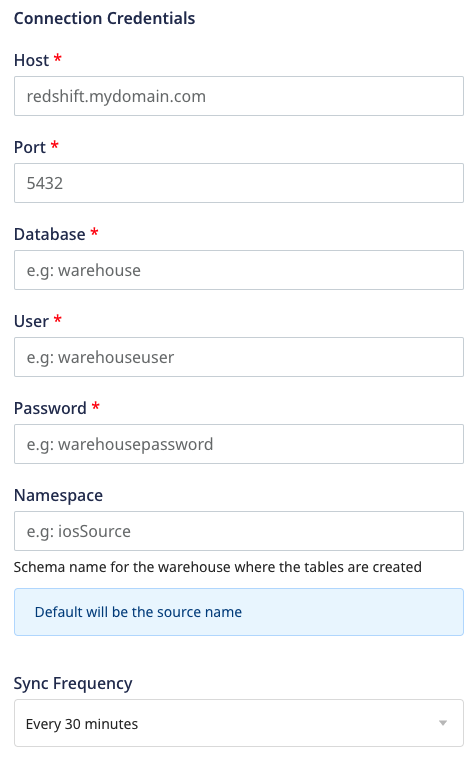 Connection Credentials
Host *
redshift.mydomain.com
Port *
5432
Database *
e.g: warehouse
User *
e.g: warehouseuser
Password *
e.g: warehousepassword
Namespace
e.g: iosSource
Schema name for the warehouse where the tables are created
Default will be the source name
Sync Frequency
Every 30 minutes